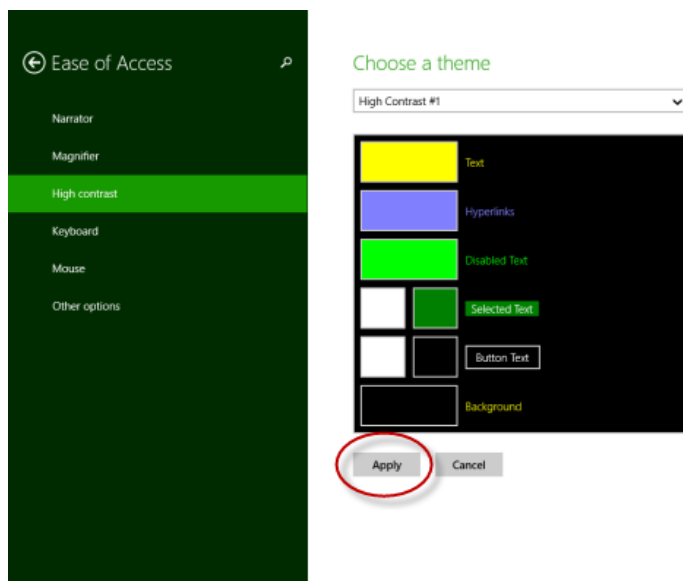 Ease of Access
Narrator
Magnifier
High contrast
Keyboard
Mouse
Other options
Choose a theme
High Contrast #1
Text
Hyperlinks
Disabled Text
Selected Text
Button Text
Background
Apply
Cancel